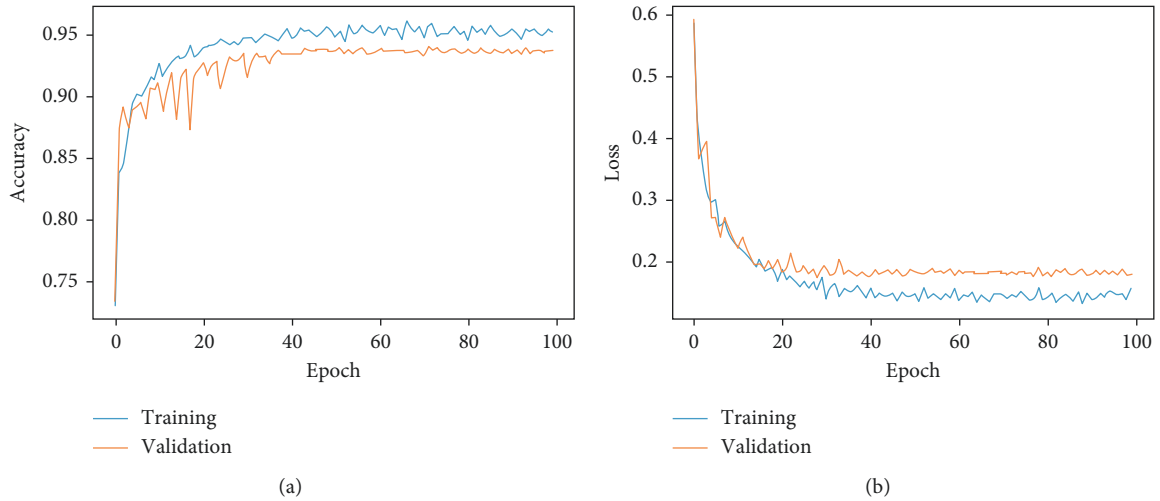 0.95
0.90
0.85
0.80
0.75
Accuracy
0 20 40 60 80 100
Epoch
Training
Validation
(a)
0.6
0.5
0.4
0.3
0.2
Loss
0 20 40 60 80 100
Epoch
Training
Validation
(b)